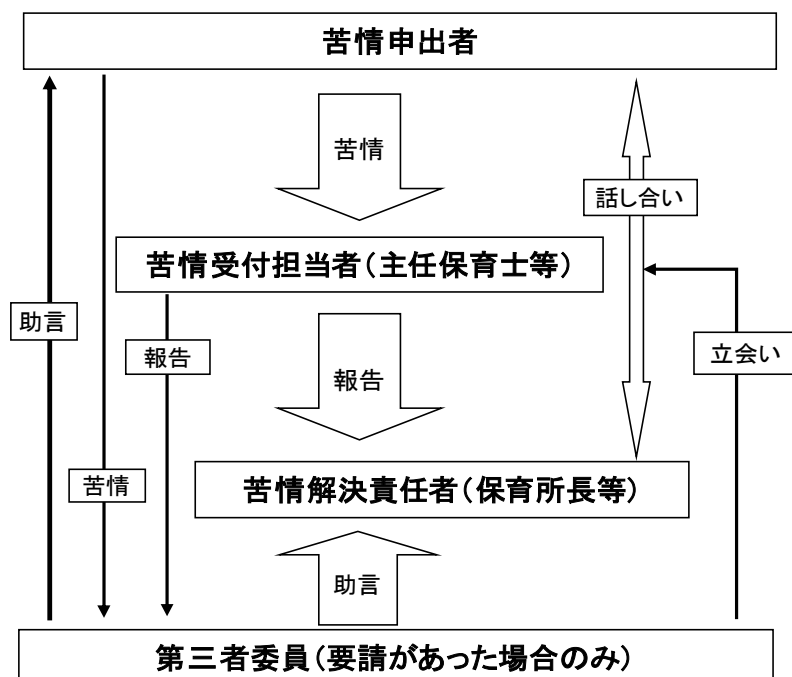 苦情申出者
苦情
話し合い
苦情受付担当者（主任保育士等）
助言
報告
報告
立会い
苦情
苦情解決責任者（保育所長等）
助言
第三者委員（要請があった場合のみ）